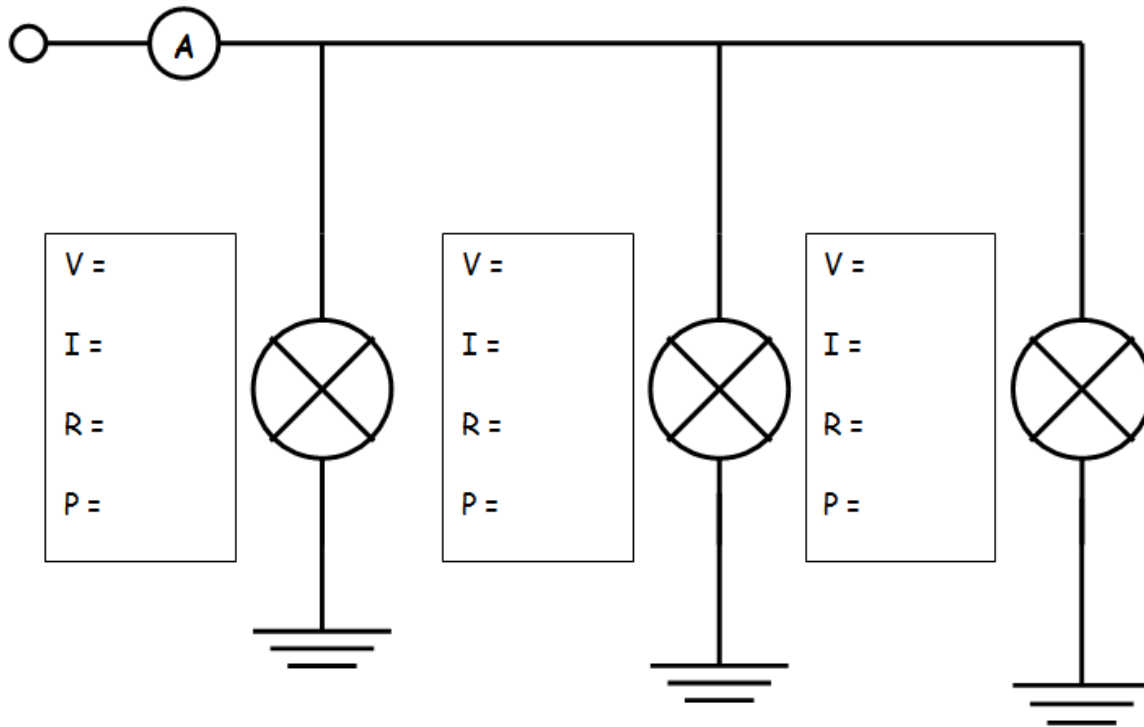 A
V =
I =
R =
P =
V =
I =
R =
P =
V =
I =
R =
P =